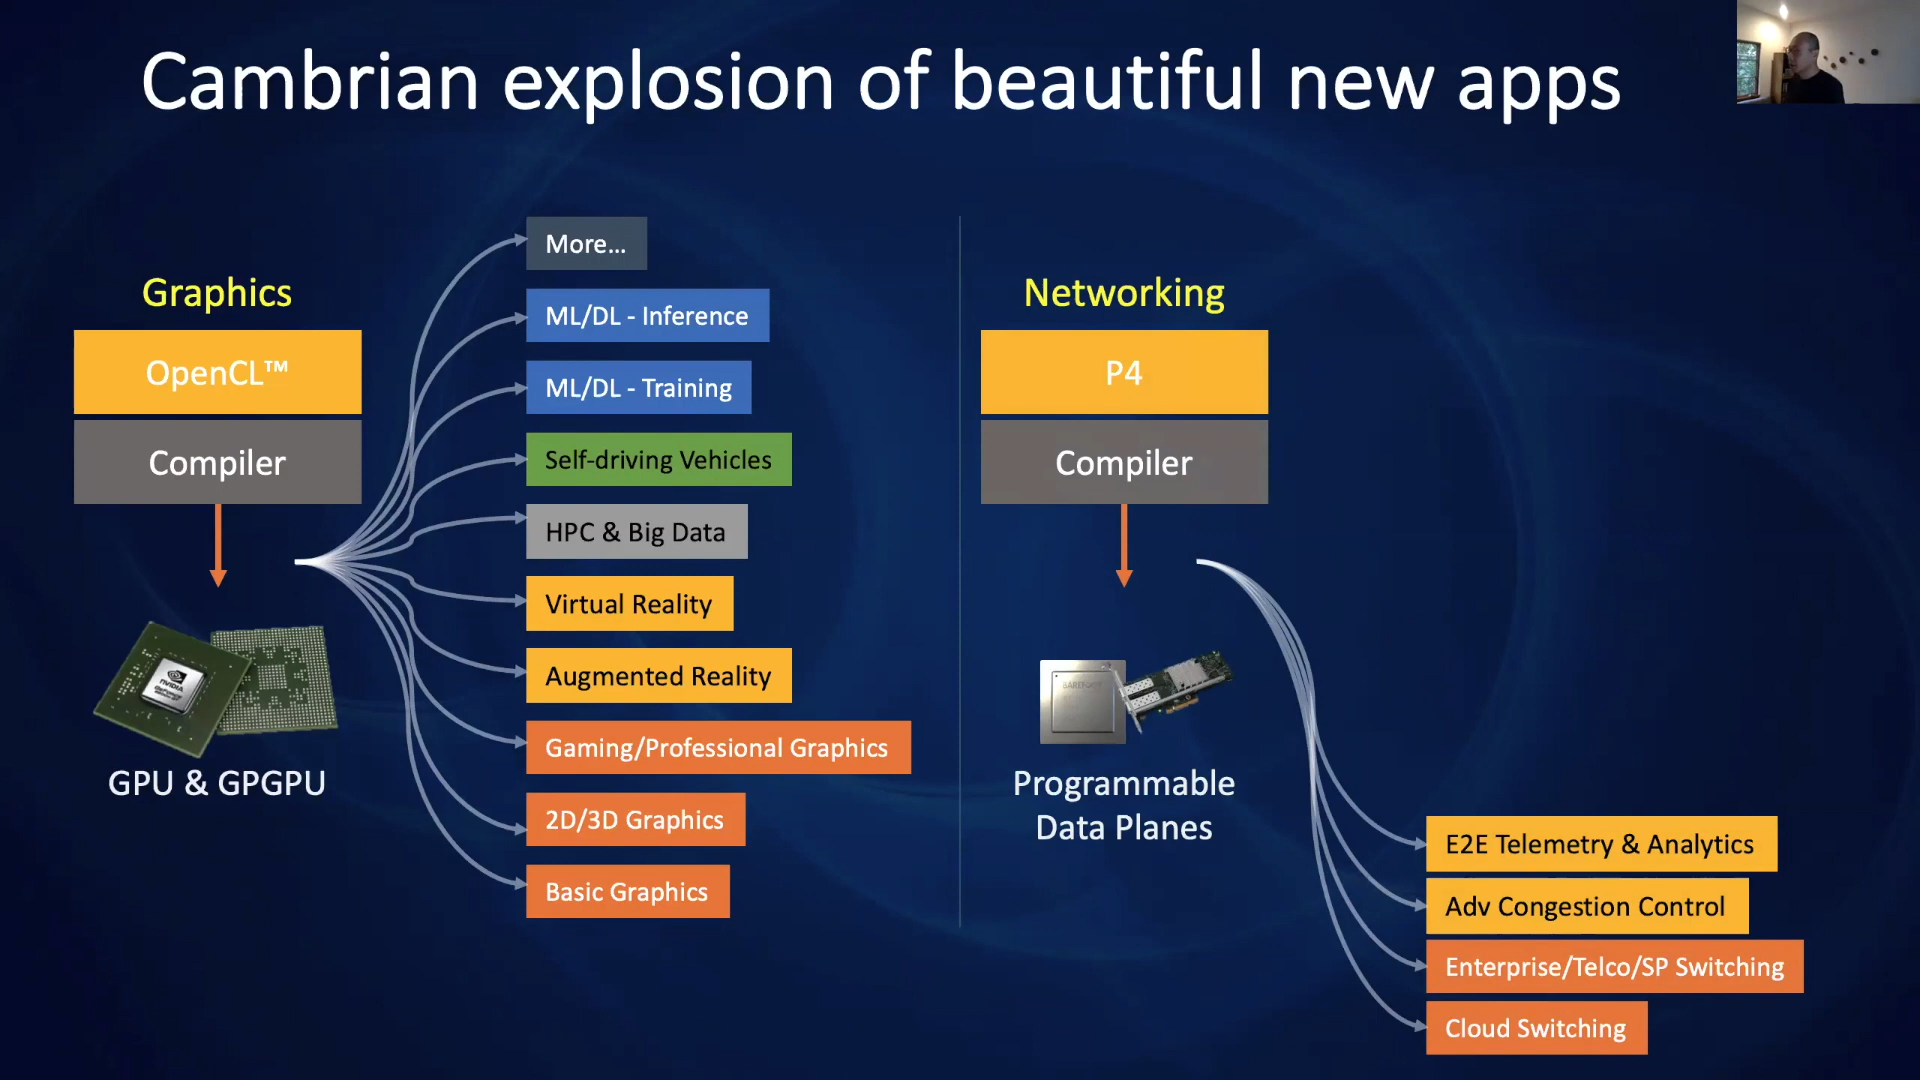 Cambrian explosion of beautiful new apps
Graphics
OpenCL™
Compiler
GPU & GPGPU
More...
ML/DL - Inference
ML/DL - Training
Self-driving Vehicles
HPC & Big Data
Virtual Reality
Augmented Reality
Gaming/Professional Graphics
2D/3D Graphics
Basic Graphics
Networking
P4
Compiler
Programmable
Data Planes
E2E Telemetry & Analytics
Adv Congestion Control
Enterprise/Telco/SP Switching
Cloud Switching
NVIDIA